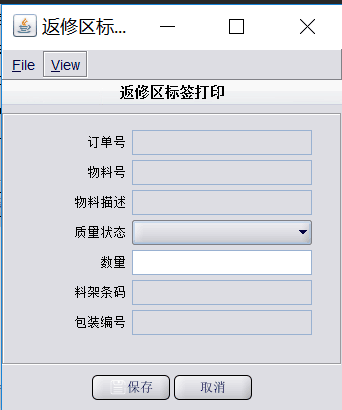 返修区标...
File View
返修区标签打印
订单号
物料号
物料描述
质量状态
数量
料架条码
包装编号
保存 取消